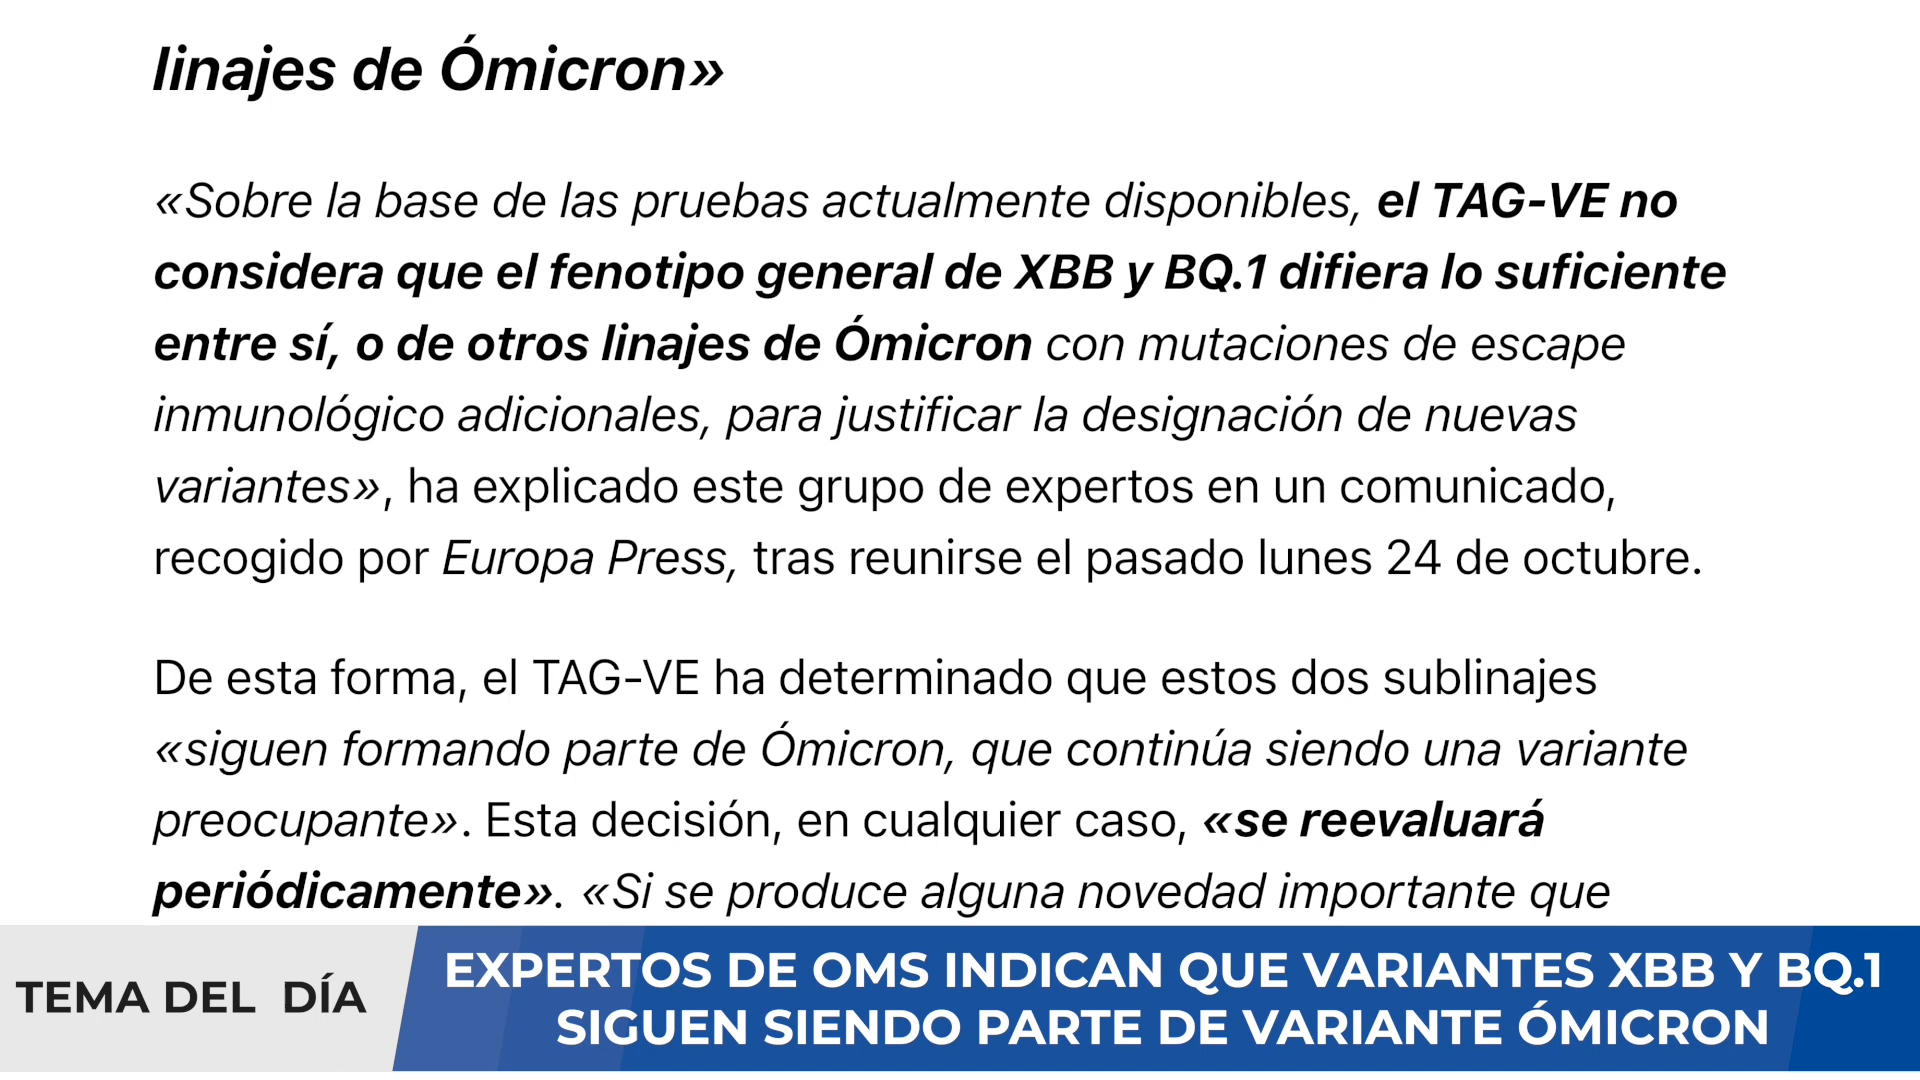 linajes de Ómicron»
«Sobre la base de las pruebas actualmente disponibles, el TAG-VE no
considera que el fenotipo general de XBB y BQ.1 difiera lo suficiente
entre sí, o de otros linajes de Ómicron con mutaciones de escape
inmunológico adicionales, para justificar la designación de nuevas
variantes», ha explicado este grupo de expertos en un comunicado,
recogido por Europa Press, tras reunirse el pasado lunes 24 de octubre.
De esta forma, el TAG-VE ha determinado que estos dos sublinajes
«siguen formando parte de Ómicron, que continúa siendo una variante
preocupante». Esta decisión, en cualquier caso, «se reevaluará
periódicamente». «Si se produce alguna novedad importante que
TEMA DEL DÍA
EXPERTOS DE OMS INDICAN QUE VARIANTES XBB Y BQ.1
SIGUEN SIENDO PARTE DE VARIANTE ÓMICRON